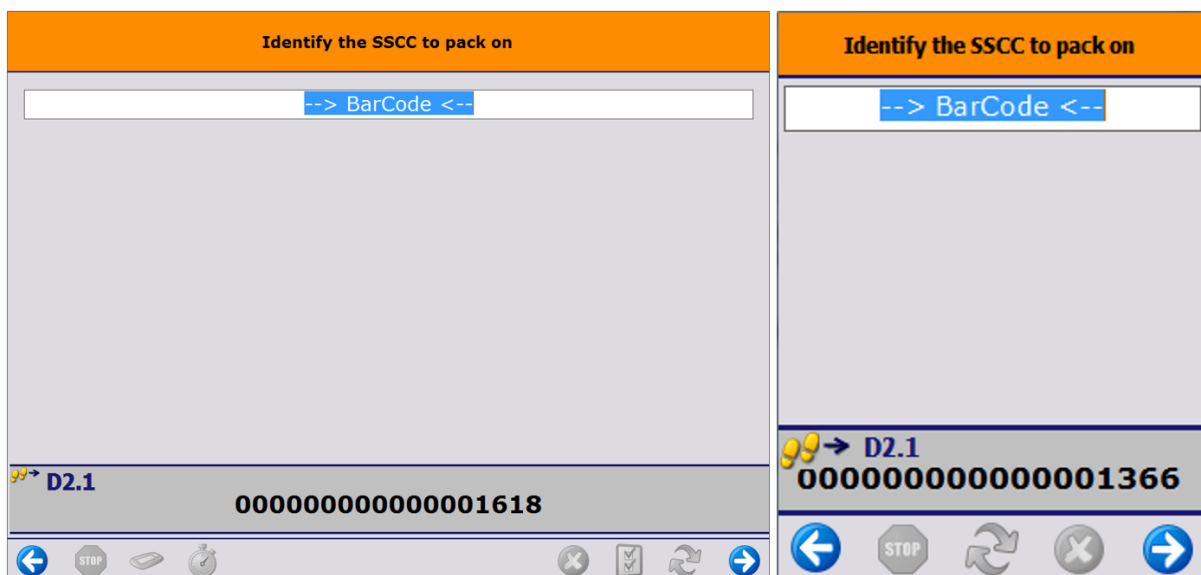 Identify the SSCC to pack on
--> BarCode <--
D2.1
000000000000001618
STOP
Identify the SSCC to pack on
--> BarCode <--
D2.1
000000000000001366
STOP